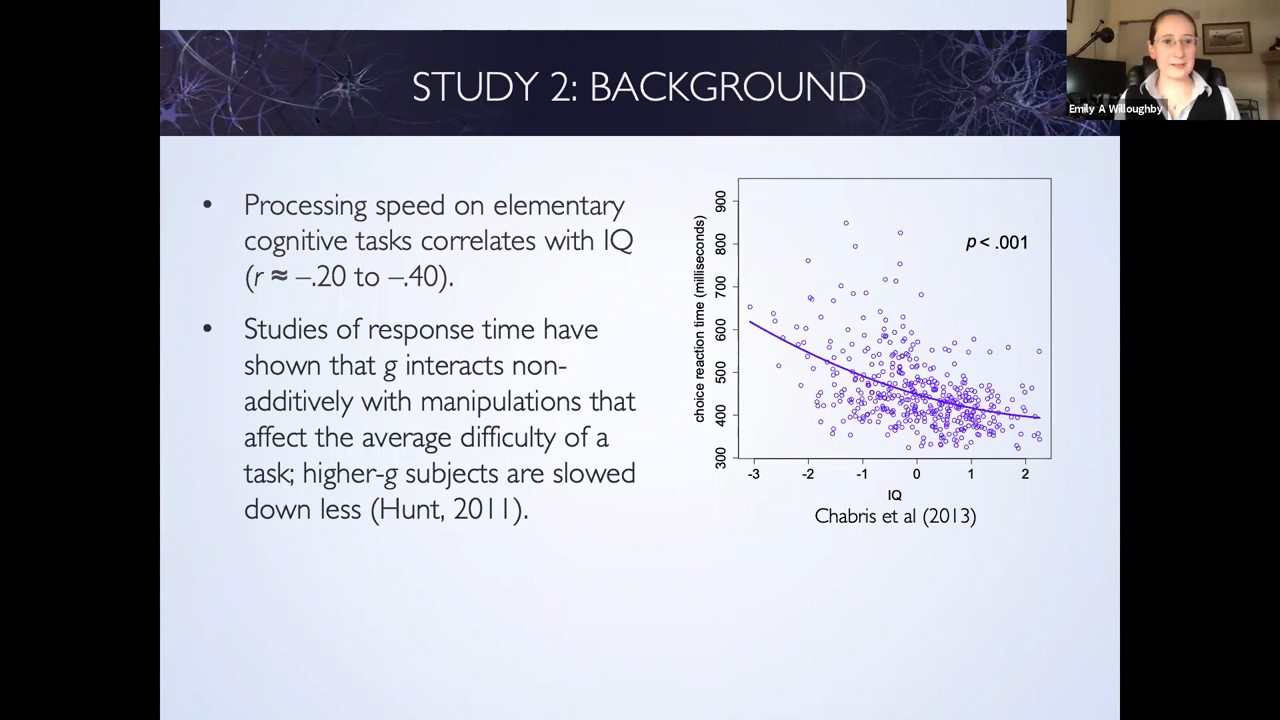 STUDY 2: BACKGROUND
Emily A Willoughby
• Processing speed on elementary
cognitive tasks correlates with IQ
(r ≈ –.20 to –.40).
• Studies of response time have
shown that g interacts non-
additively with manipulations that
affect the average difficulty of a
task; higher-g subjects are slowed
down less (Hunt, 2011).
choice reaction time (milliseconds)
900
800
700
600
500
400
300
p < .001
-3 -2 -1 0 1 2
IQ
Chabris et al (2013)